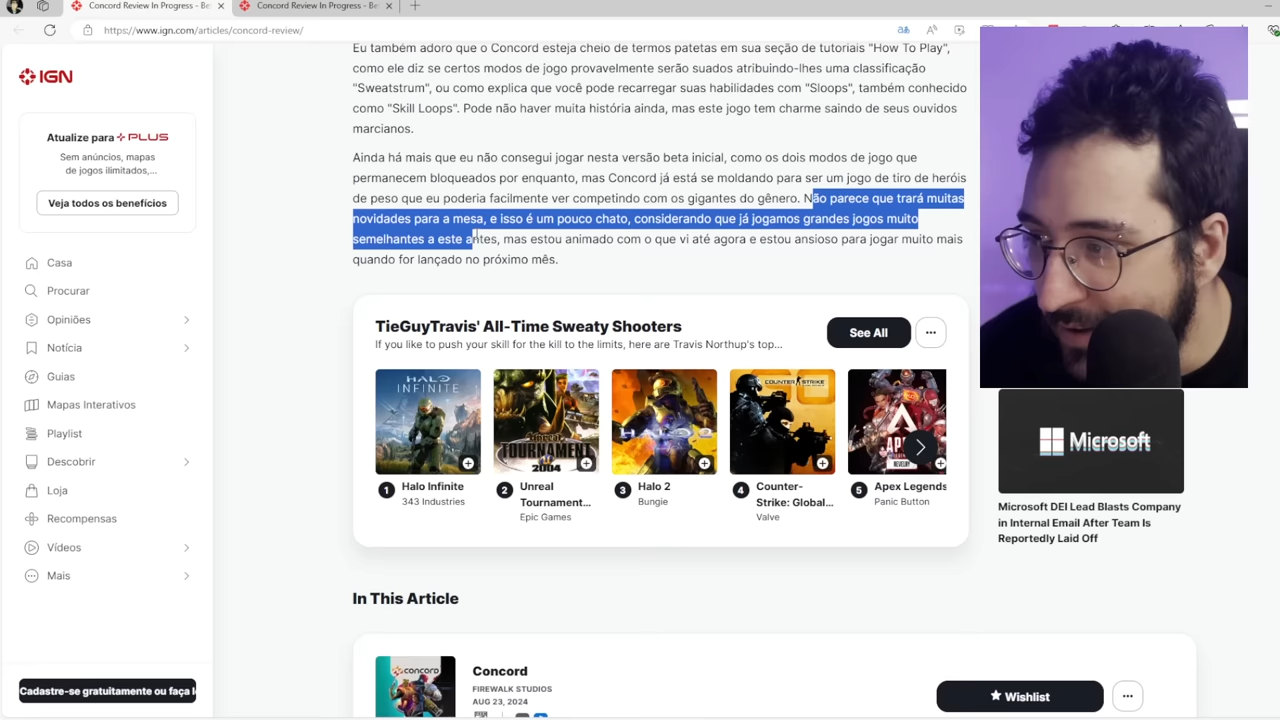 Concord Review In Progress - Be
Concord Review In Progress - Be
https://www.ign.com/articles/concord-review/
IGN
Atualize para PLUS
Sem anúncios, mapas
de jogos ilimitados,...
Veja todos os benefícios
Casa
Procurar
Opiniões
Notícia
Guias
Mapas Interativos
Playlist
Descobrir
Loja
Recompensas
Vídeos
Mais
Cadastre-se gratuitamente ou faça l
Eu também adoro que o Concord esteja cheio de termos patetas em sua seção de tutoriais "How To Play",
como ele diz se certos modos de jogo provavelmente serão suados atribuindo-lhes uma classificação
"Sweatstrum", ou como explica que você pode recarregar suas habilidades com "Sloops", também conhecido
como "Skill Loops". Pode não haver muita história ainda, mas este jogo tem charme saindo de seus ouvidos
marcianos.
Ainda há mais que eu não consegui jogar nesta versão beta inicial, como os dois modos de jogo que
permanecem bloqueados por enquanto, mas Concord já está se moldando para ser um jogo de tiro de heróis
de peso que eu poderia facilmente ver competindo com os gigantes do gênero. Não parece que trará muitas
novidades para a mesa, e isso é um pouco chato, considerando que já jogamos grandes jogos muito
semelhantes a este antes, mas estou animado com o que vi até agora e estou ansioso para jogar muito mais
quando for lançado no próximo mês.
TieGuyTravis' All-Time Sweaty Shooters
If you like to push your skill for the kill to the limits, here are Travis Northup's top...
See All
HALO
INFINITE
UNREAL
TOURNAMENT
2004
HALO 2
COUNTER STRIKE
APEX
1 Halo Infinite
343 Industries
2 Unreal
Tournament...
Epic Games
3 Halo 2
Bungie
4 Counter-
Strike: Global...
Valve
5 Apex Legends
Panic Button
Microsoft
Microsoft DEI Lead Blasts Company
in Internal Email After Team Is
Reportedly Laid Off
In This Article
CONCORD
Concord
FIREWALK STUDIOS
AUG 23, 2024
Wishlist